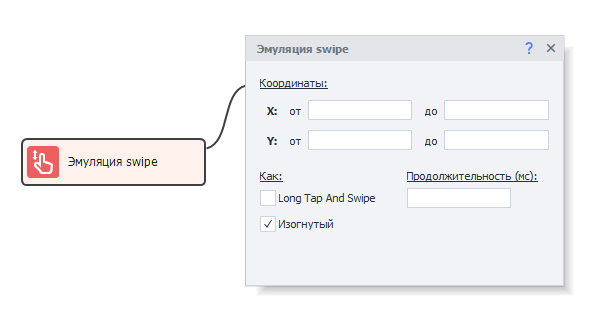 Эмуляция swipe ?
Координаты:
X: от до
Y: от до
Эмуляция swipe
Как: Продолжительность (мс):
Long Tap And Swipe
Изогнутый